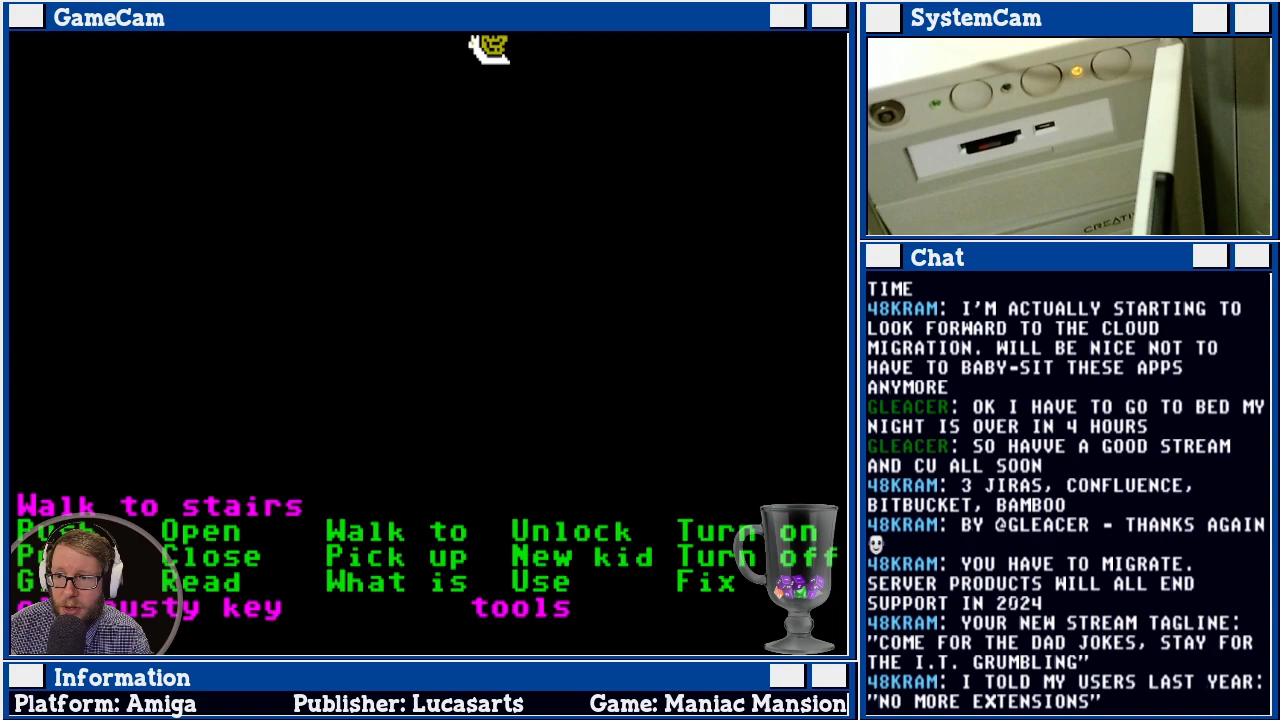 GameCam
Walk to stairs
Open Walk to Unlock Turn on
Close Pick up New kid Turn off
Read What is Use Fix
key tools
Information
Platform: Amiga Publisher: Lucasarts Game: Maniac Mansion
SystemCam
Chat
TIME
48KRAM: I'M ACTUALLY STARTING TO
LOOK FORWARD TO THE CLOUD
MIGRATION. WILL BE NICE NOT TO
HAVE TO BABY-SIT THESE APPS
ANYMORE
GLEACER: OK I HAVE TO GO TO BED MY
NIGHT IS OVER IN 4 HOURS
GLEACER: SO HAVVE A GOOD STREAM
AND CU ALL SOON
48KRAM: 3 JIRAS, CONFLUENCE,
BITBUCKET, BAMBOO
48KRAM: BY @GLEACER - THANKS AGAIN
48KRAM: YOU HAVE TO MIGRATE.
SERVER PRODUCTS WILL ALL END
SUPPORT IN 2024
48KRAM: YOUR NEW STREAM TAGLINE:
"COME FOR THE DAD JOKES, STAY FOR
THE I.T. GRUMBLING"
48KRAM: I TOLD MY USERS LAST YEAR:
"NO MORE EXTENSIONS"